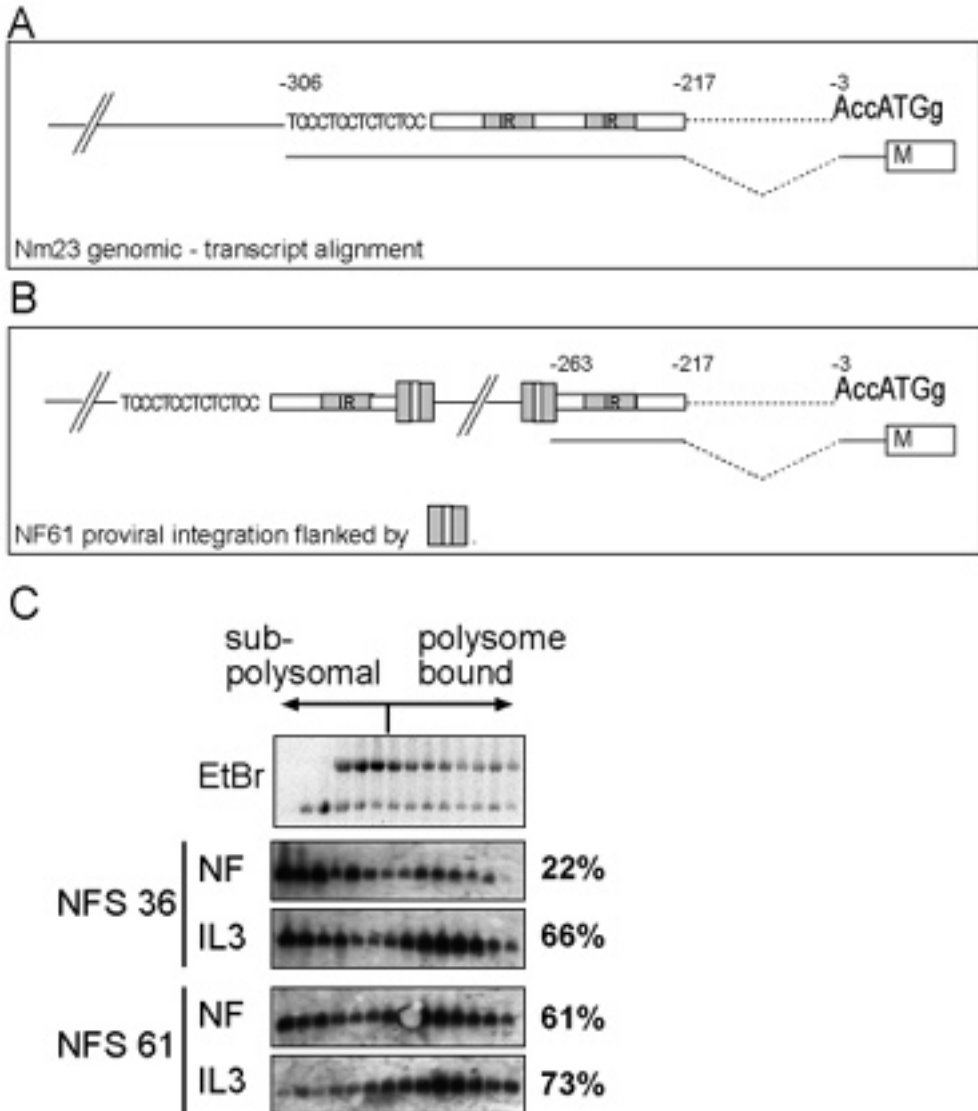 A
-306 -217 -3
TCCCTCCTCTCTCC IR IR AccATGg
M
Nm23 genomic - transcript alignment
B
-263 -217 -3
TCCCTCCTCTCTCC IR IR AccATGg
M
NF61 proviral integration flanked by .
C
sub-polysomal polysome bound
EtBr
NFS 36 NF 22%
IL3 66%
NFS 61 NF 61%
IL3 73%